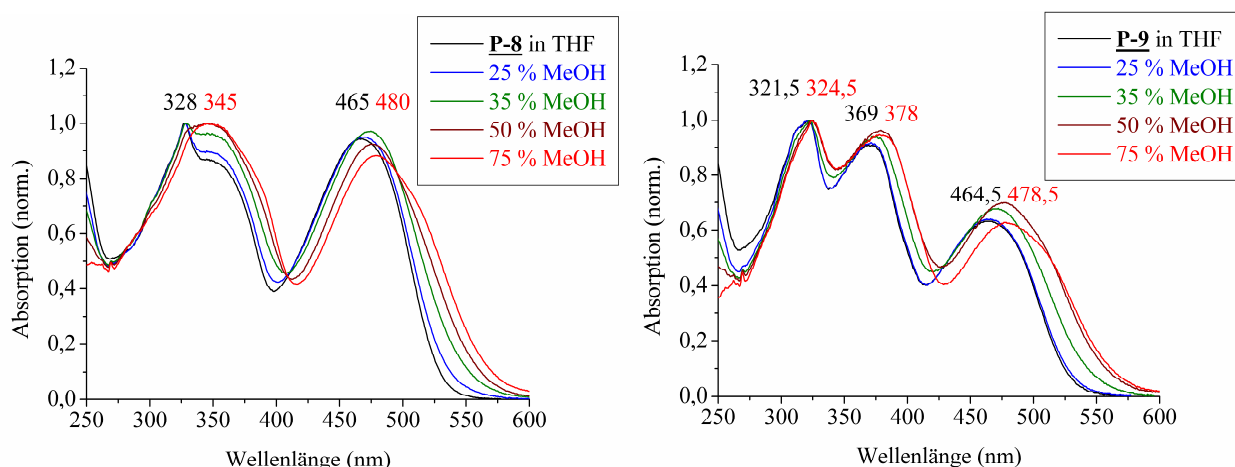 P-8 in THF
25 % MeOH
35 % MeOH
50 % MeOH
75 % MeOH
328 345
465 480
1,2
1,0
0,8
0,6
0,4
0,2
0,0
Absorption (norm.)
250 300 350 400 450 500 550 600
Wellenlänge (nm)
P-9 in THF
25 % MeOH
35 % MeOH
50 % MeOH
75 % MeOH
321,5 324,5
369 378
464,5 478,5
1,2
1,0
0,8
0,6
0,4
0,2
0,0
Absorption (norm.)
250 300 350 400 450 500 550 600
Wellenlänge (nm)